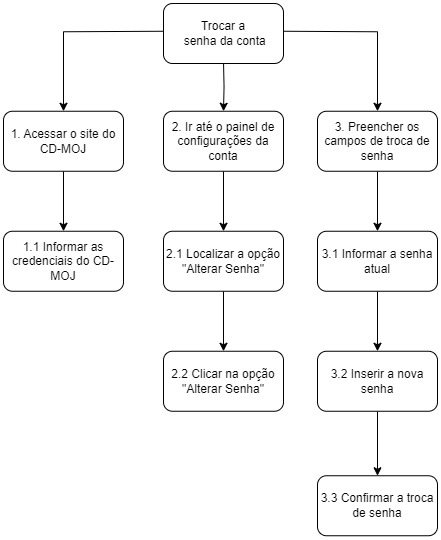 Trocar a
senha da conta
1. Acessar o site do
CD-MOJ
2. Ir até o painel de
configurações da
conta
3. Preencher os
campos de troca de
senha
1.1 Informar as
credenciais do CD-
MOJ
2.1 Localizar a opção
"Alterar Senha"
3.1 Informar a senha
atual
2.2 Clicar na opção
"Alterar Senha"
3.2 Inserir a nova
senha
3.3 Confirmar a troca
de senha